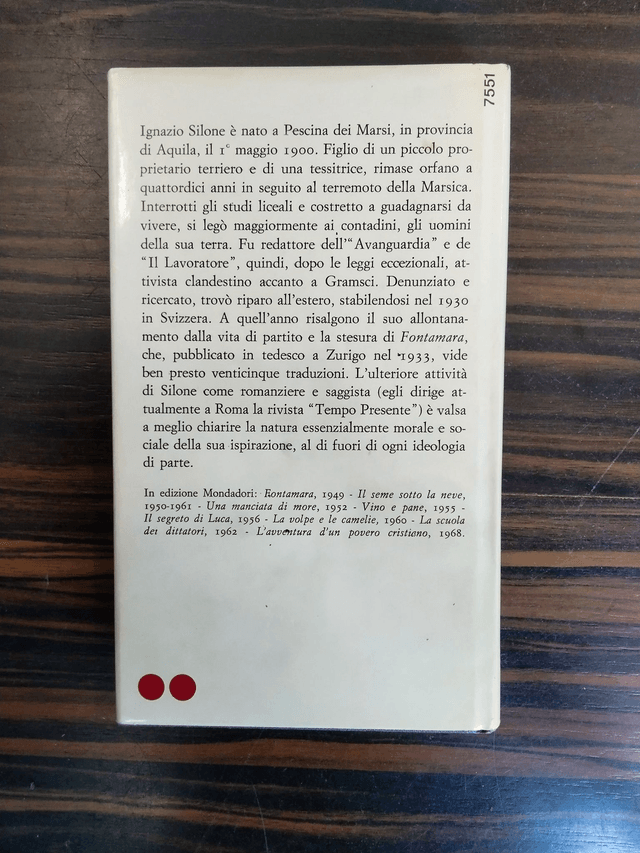 7551
Ignazio Silone è nato a Pescina dei Marsi, in provincia
di Aquila, il 1° maggio 1900. Figlio di un piccolo pro-
prietario terriero e di una tessitrice, rimase orfano a
quattordici anni in seguito al terremoto della Marsica.
Interrotti gli studi liceali e costretto a guadagnarsi da
vivere, si legò maggiormente ai contadini, gli uomini
della sua terra. Fu redattore dell'"Avanguardia" e de
"Il Lavoratore", quindi, dopo le leggi eccezionali, at-
tivista clandestino accanto a Gramsci. Denunziato e
ricercato, trovò riparo all'estero, stabilendosi nel 1930
in Svizzera. A quell'anno risalgono il suo allontana-
mento dalla vita di partito e la stesura di Fontamara,
che, pubblicato in tedesco a Zurigo nel 1933, vide
ben presto venticinque traduzioni. L'ulteriore attività
di Silone come romanziere e saggista (egli dirige at-
tualmente a Roma la rivista "Tempo Presente") è valsa
a meglio chiarire la natura essenzialmente morale e so-
ciale della sua ispirazione, al di fuori di ogni ideologia
di parte.
In edizione Mondadori: Fontamara, 1949 - Il seme sotto la neve,
1950-1961 - Una manciata di more, 1952 - Vino e pane, 1955 -
Il segreto di Luca, 1956 - La volpe e le camelie, 1960 - La scuola
dei dittatori, 1962 - L'avventura d'un povero cristiano, 1968.